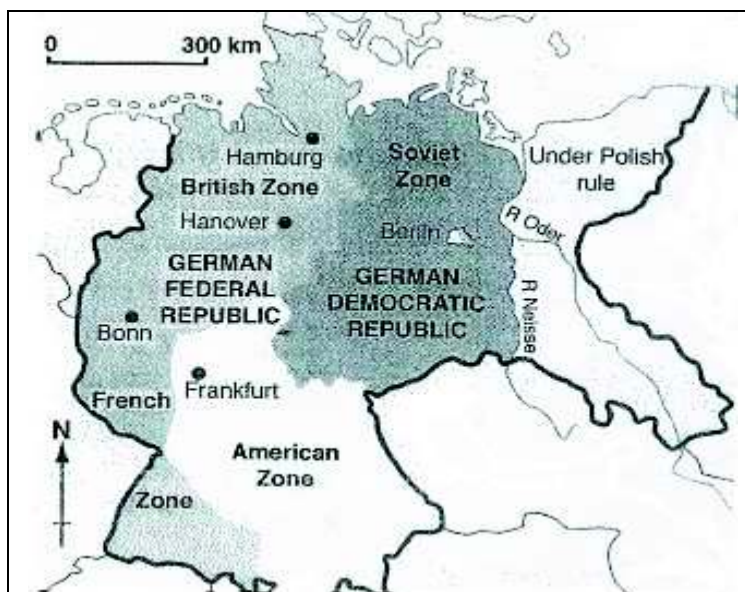 0 300 km
Hamburg
British Zone
Hanover
GERMAN
FEDERAL
REPUBLIC
Bonn
Frankfurt
French
Zone
American
Zone
Soviet
Zone
Berlin
GERMAN
DEMOCRATIC
REPUBLIC
Under Polish
rule
R Oder
R Neisse
N